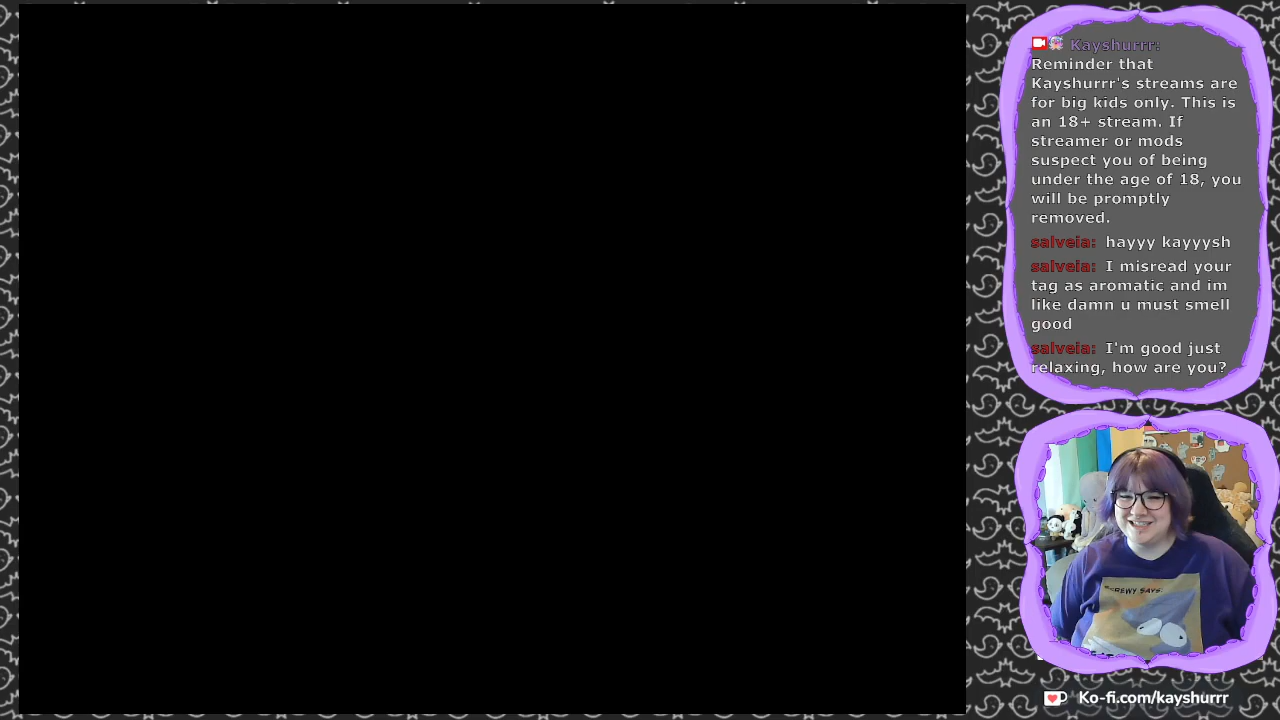 Kayshurrr:
Reminder that
Kayshurrr's streams are
for big kids only. This is
an 18+ stream. If
streamer or mods
suspect you of being
under the age of 18, you
will be promptly
removed.
salveia: hayyy kayyysh
salveia: I misread your
tag as aromatic and im
like damn u must smell
good
salveia: I'm good just
relaxing, how are you?
SAYS
Ko-fi.com/kayshurrr